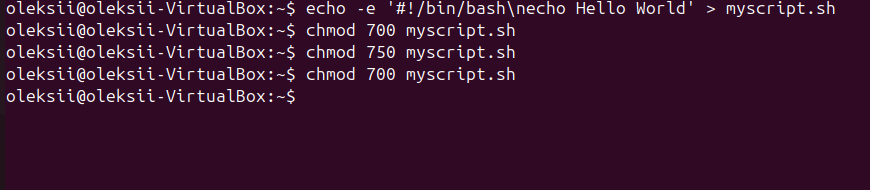 oleksii@oleksii-VirtualBox:~$ echo -e '#!/bin/bash\necho Hello World' > myscript.sh
oleksii@oleksii-VirtualBox:~$ chmod 700 myscript.sh
oleksii@oleksii-VirtualBox:~$ chmod 750 myscript.sh
oleksii@oleksii-VirtualBox:~$ chmod 700 myscript.sh
oleksii@oleksii-VirtualBox:~$